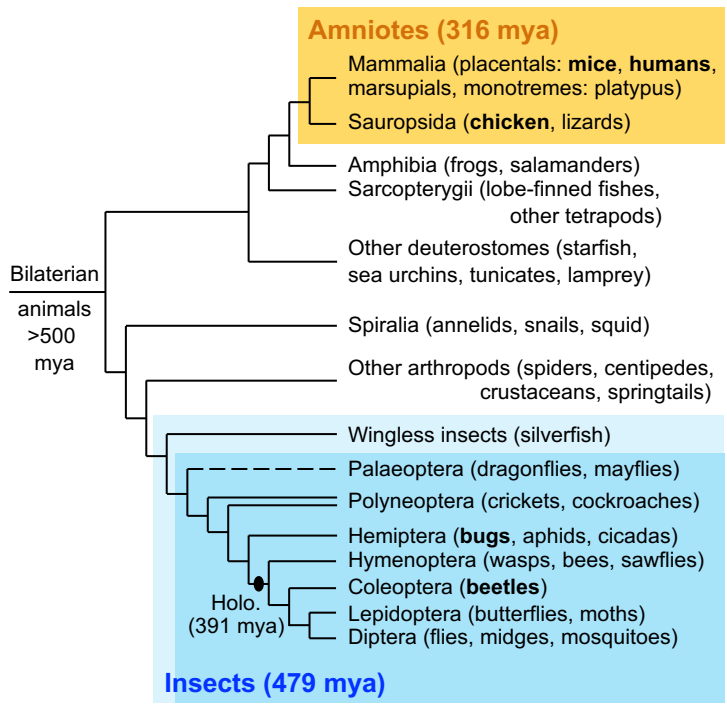 Amniotes (316 mya)
Mammalia (placentals: mice, humans,
marsupials, monotremes: platypus)
Sauropsida (chicken, lizards)
Amphibia (frogs, salamanders)
Sarcopterygii (lobe-finned fishes,
other tetrapods)
Other deuterostomes (starfish,
sea urchins, tunicates, lamprey)
Bilaterian
animals
>500
mya
Spiralia (annelids, snails, squid)
Other arthropods (spiders, centipedes,
crustaceans, springtails)
Wingless insects (silverfish)
Palaeoptera (dragonflies, mayflies)
Polyneoptera (crickets, cockroaches)
Hemiptera (bugs, aphids, cicadas)
Hymenoptera (wasps, bees, sawflies)
Coleoptera (beetles)
Holo.
(391 mya)
Lepidoptera (butterflies, moths)
Diptera (flies, midges, mosquitoes)
Insects (479 mya)